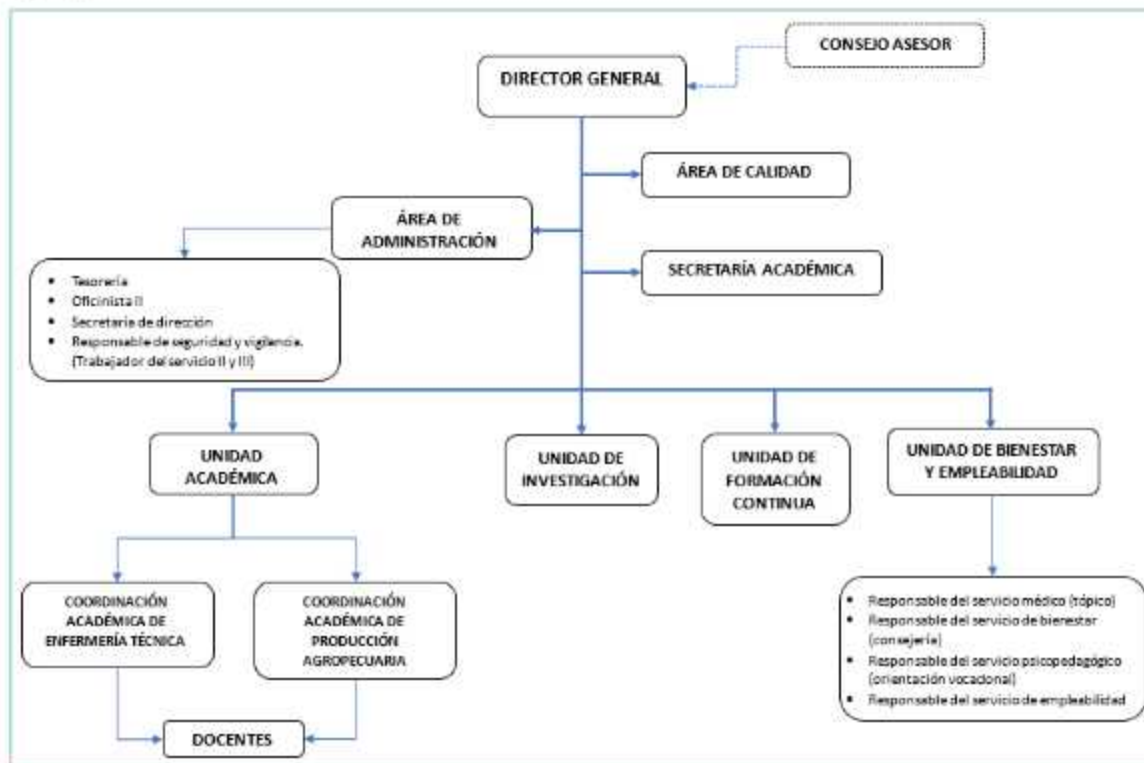 CONSEJO ASESOR
DIRECTOR GENERAL
ÁREA DE CALIDAD
ÁREA DE
ADMINISTRACIÓN
SECRETARÍA ACADÉMICA
• Tesorería
• Oficinista II
• Secretaria de dirección
• Responsable de seguridad y vigilancia.
(Trabajador del servicio II y III)
UNIDAD
ACADÉMICA
UNIDAD DE
INVESTIGACIÓN
UNIDAD DE
FORMACIÓN
CONTINUA
UNIDAD DE BIENESTAR
Y EMPLEABILIDAD
COORDINACIÓN
ACADÉMICA DE
ENFERMERÍA TÉCNICA
COORDINACIÓN
ACADÉMICA DE
PRODUCCIÓN
AGROPECUARIA
• Responsable del servicio médico (tópico)
• Responsable del servicio de bienestar
(consejería)
• Responsable del servicio psicopedagógico
(orientación vocacional)
• Responsable del servicio de empleabilidad
DOCENTES